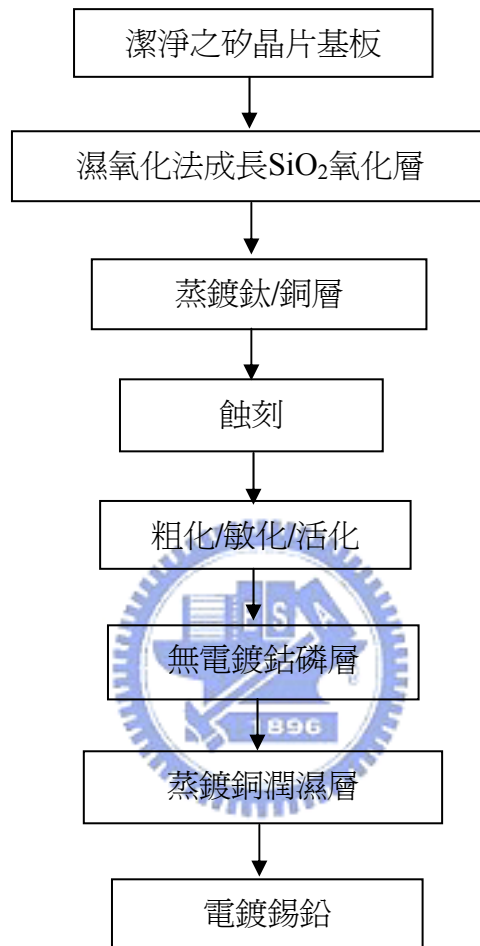 潔淨之矽晶片基板
濕氧化法成長SiO₂氧化層
蒸鍍鈦/銅層
蝕刻
粗化/敏化/活化
ESA
無電鍍鈷磷層
1896
蒸鍍銅潤濕層
電鍍錫鉛